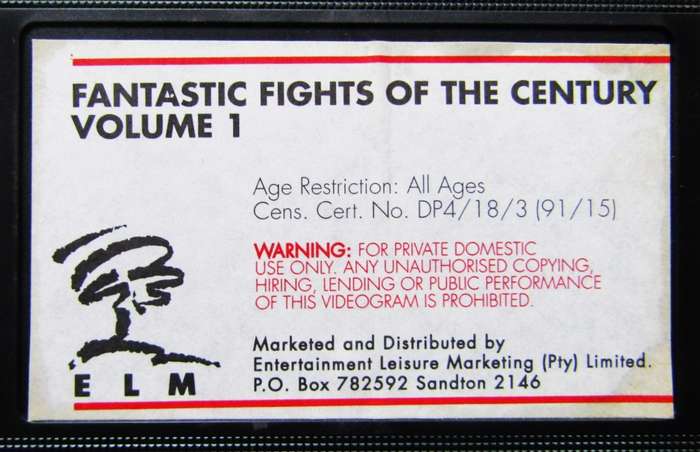 FANTASTIC FIGHTS OF THE CENTURY
VOLUME 1
Age Restriction: All Ages
Cens. Cert. No. DP4/18/3 (91/15)
WARNING: FOR PRIVATE DOMESTIC
USE ONLY. ANY UNAUTHORISED COPYING,
HIRING, LENDING OR PUBLIC PERFORMANCE
OF THIS VIDEOGRAM IS PROHIBITED.
Marketed and Distributed by
Entertainment Leisure Marketing (Pty) Limited.
P.O. Box 782592 Sandton 2146
ELM